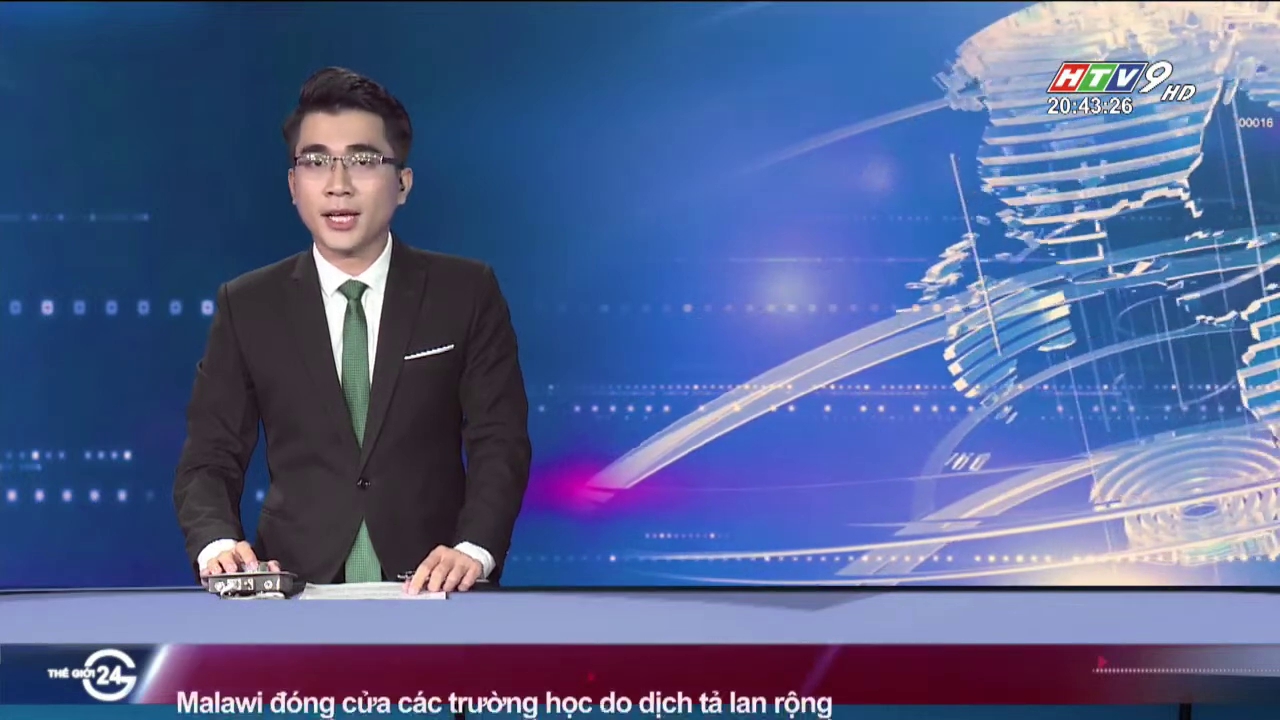 HTV9 HD
20:43:26
00016
THẾ GIỚI 24G
Malawi đóng cửa các trường học do dịch tả lan rộng